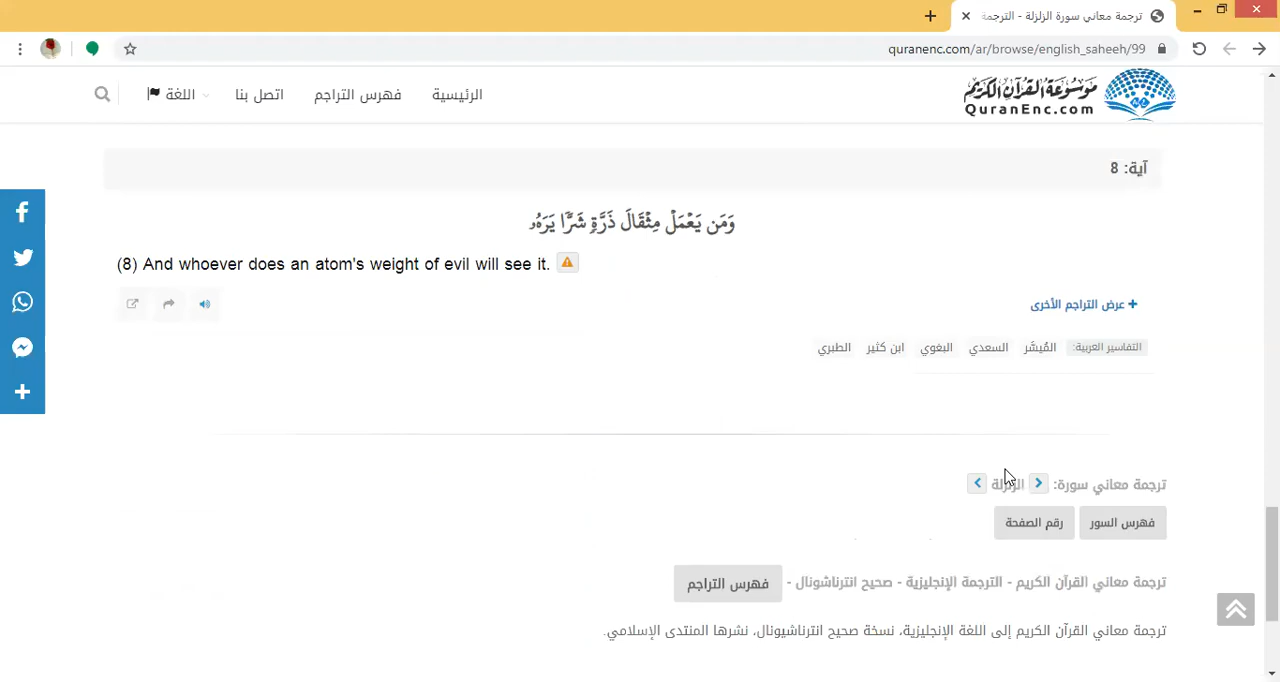 ترجمة معاني سورة الزلزلة - الترجمة
quranenc.com/ar/browse/english_saheeh/99
موسوعة القرآن الكريم
QuranEnc.com
الرئيسية
فهرس التراجم
اتصل بنا
اللغة
آية: 8
وَمَن يَعۡمَلۡ مِثۡقَالَ ذَرَّةٖ شَرّٗا يَرَهُۥ
(8) And whoever does an atom's weight of evil will see it.
عرض التراجم الأخرى
التفاسير العربية: المُيسَّر السعدي البغوي ابن كثير الطبري
ترجمة معاني سورة: الزلزلة
فهرس السور رقم الصفحة
ترجمة معاني القرآن الكريم - الترجمة الإنجليزية - صحيح انترناشونال - فهرس التراجم
ترجمة معاني القرآن الكريم إلى اللغة الإنجليزية، نسخة صحيح انترناشيونال، نشرها المنتدى الإسلامي.